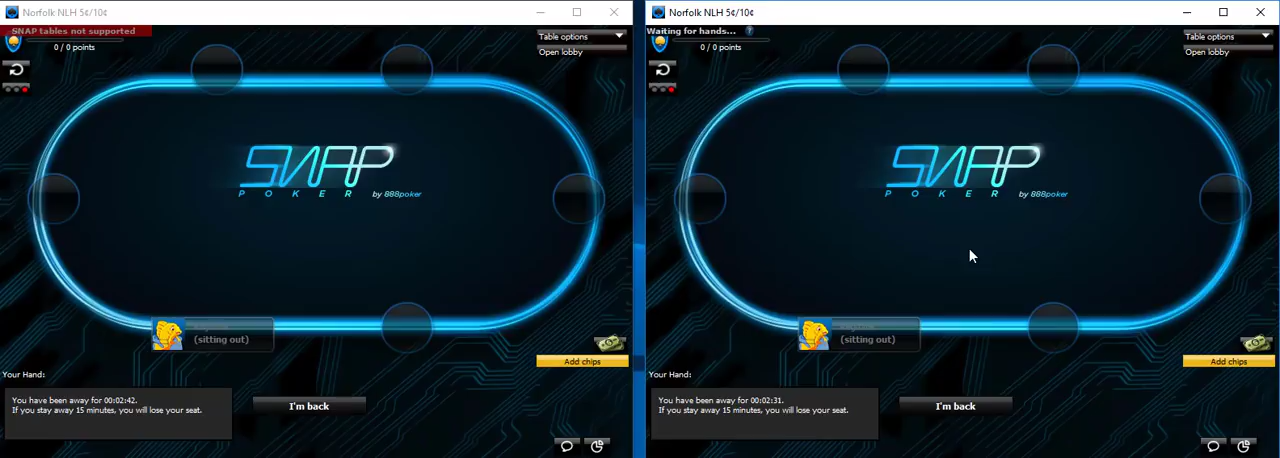 Norfolk NLH 5¢/10¢
SNAP tables not supported
0 / 0 points
Table options
Open lobby
SNAP
POKER by 888poker
(sitting out)
Add chips
Your Hand:
You have been away for 00:02:42.
If you stay away 15 minutes, you will lose your seat.
I'm back
Norfolk NLH 5¢/10¢
Waiting for hands... ?
0 / 0 points
Table options
Open lobby
SNAP
POKER by 888poker
(sitting out)
Add chips
Your Hand:
You have been away for 00:02:31.
If you stay away 15 minutes, you will lose your seat.
I'm back